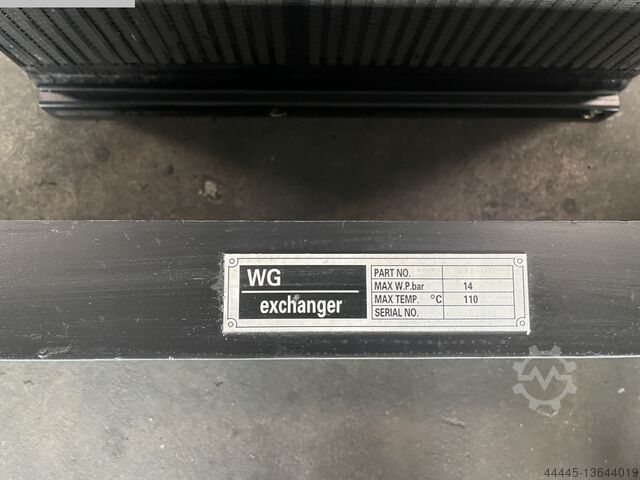 WG
exchanger
PART NO.
MAX W.P.bar 14
MAX TEMP. °C 110
SERIAL NO.
44445-13644019